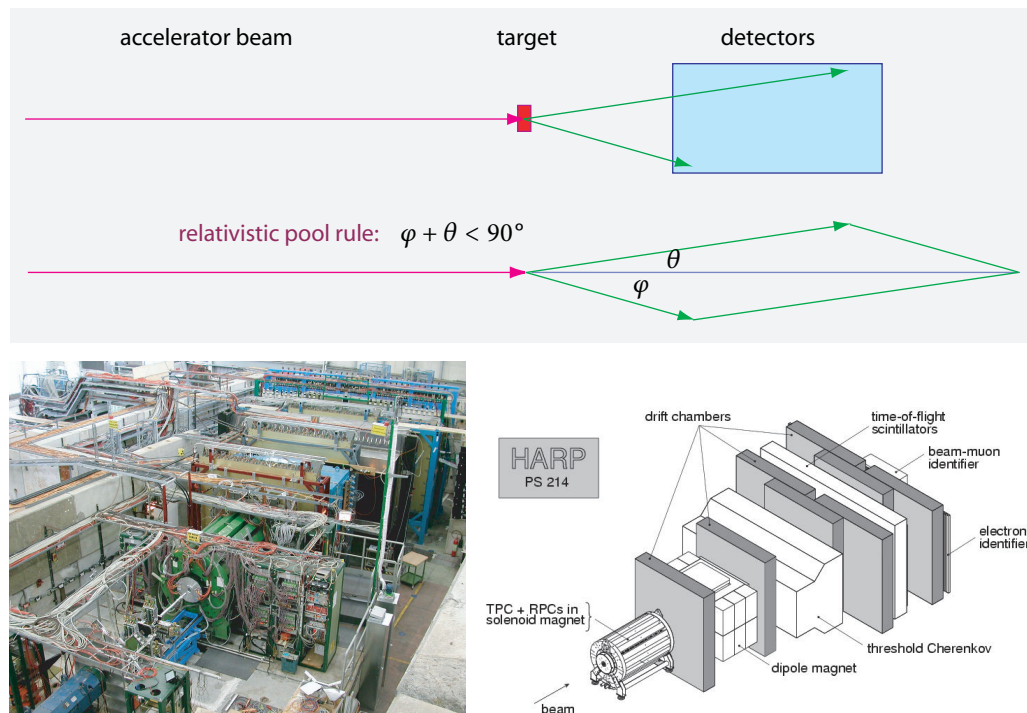 accelerator beam
target
detectors
relativistic pool rule: φ + θ < 90°
θ
φ
drift chambers
time-of-flight
scintillators
beam-muon
identifier
HARP
PS 214
electron
identifier
TPC + RPCs in
solenoid magnet
threshold Cherenkov
dipole magnet
beam